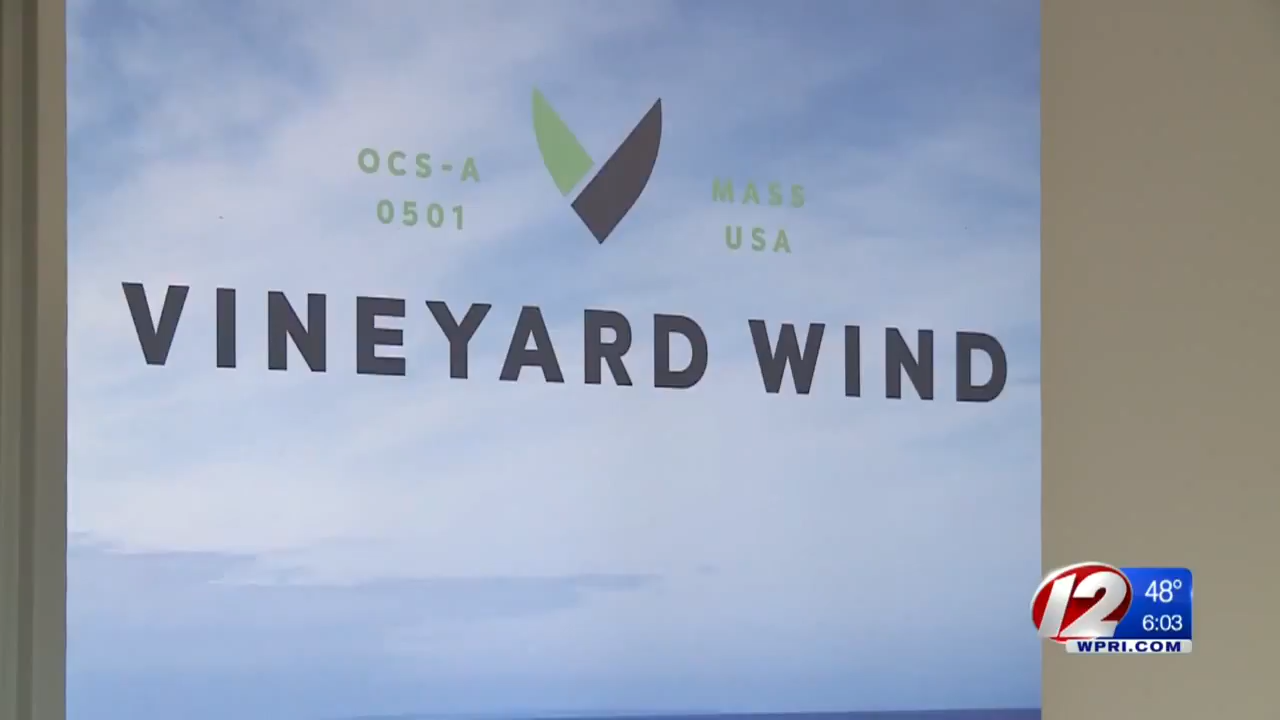 OCS-A
0501
MASS
USA
VINEYARD WIND
12
48°
6:03
WPRI.COM